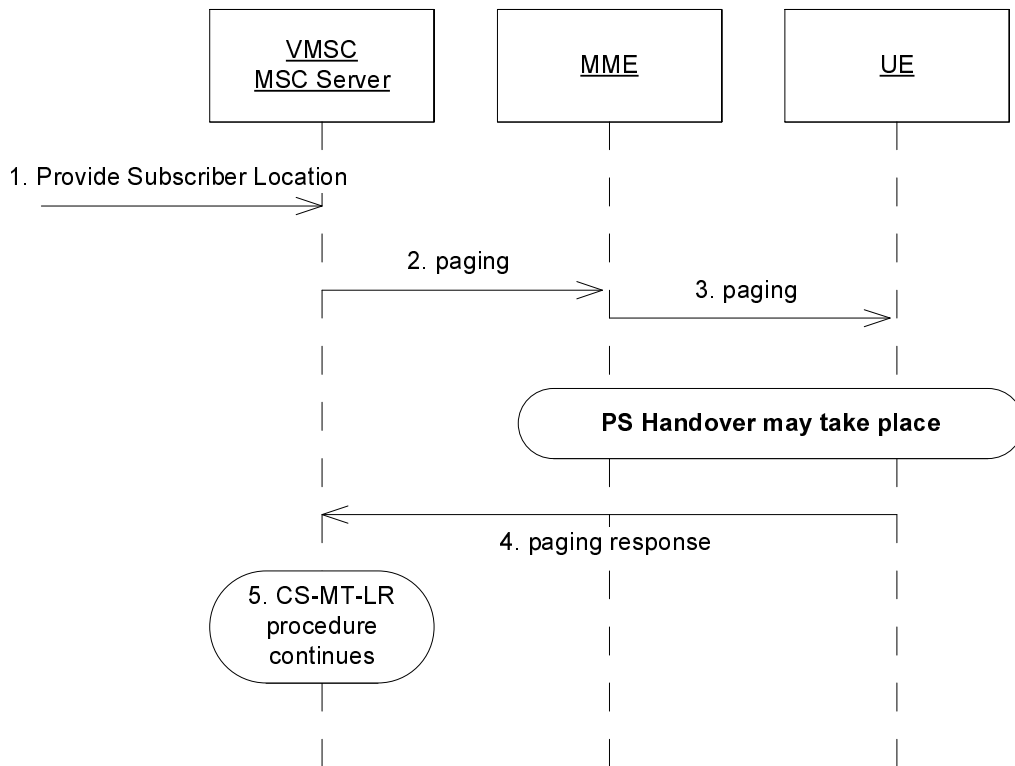 VMSC
MSC Server
MME
UE
1. Provide Subscriber Location
2. paging
3. paging
PS Handover may take place
4. paging response
5. CS-MT-LR
procedure
continues